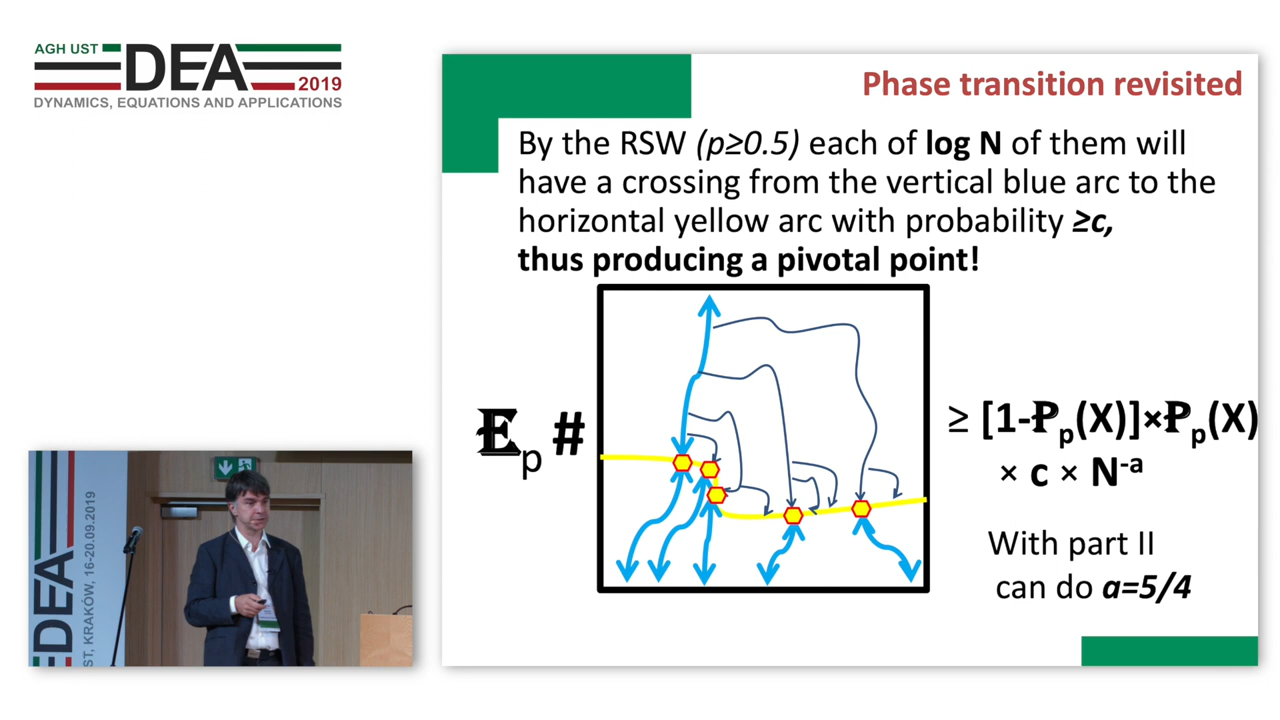 AGH UST
DEA
2019
DYNAMICS, EQUATIONS AND APPLICATIONS
Phase transition revisited
By the RSW (p≥0.5) each of log N of them will
have a crossing from the vertical blue arc to the
horizontal yellow arc with probability ≥c,
thus producing a pivotal point!
Ep #
≥ [1-Pp(X)]×Pp(X)
× c × N-a
With part II
can do a=5/4
DEA
ST, KRAKÓW, 16-20.09.2019